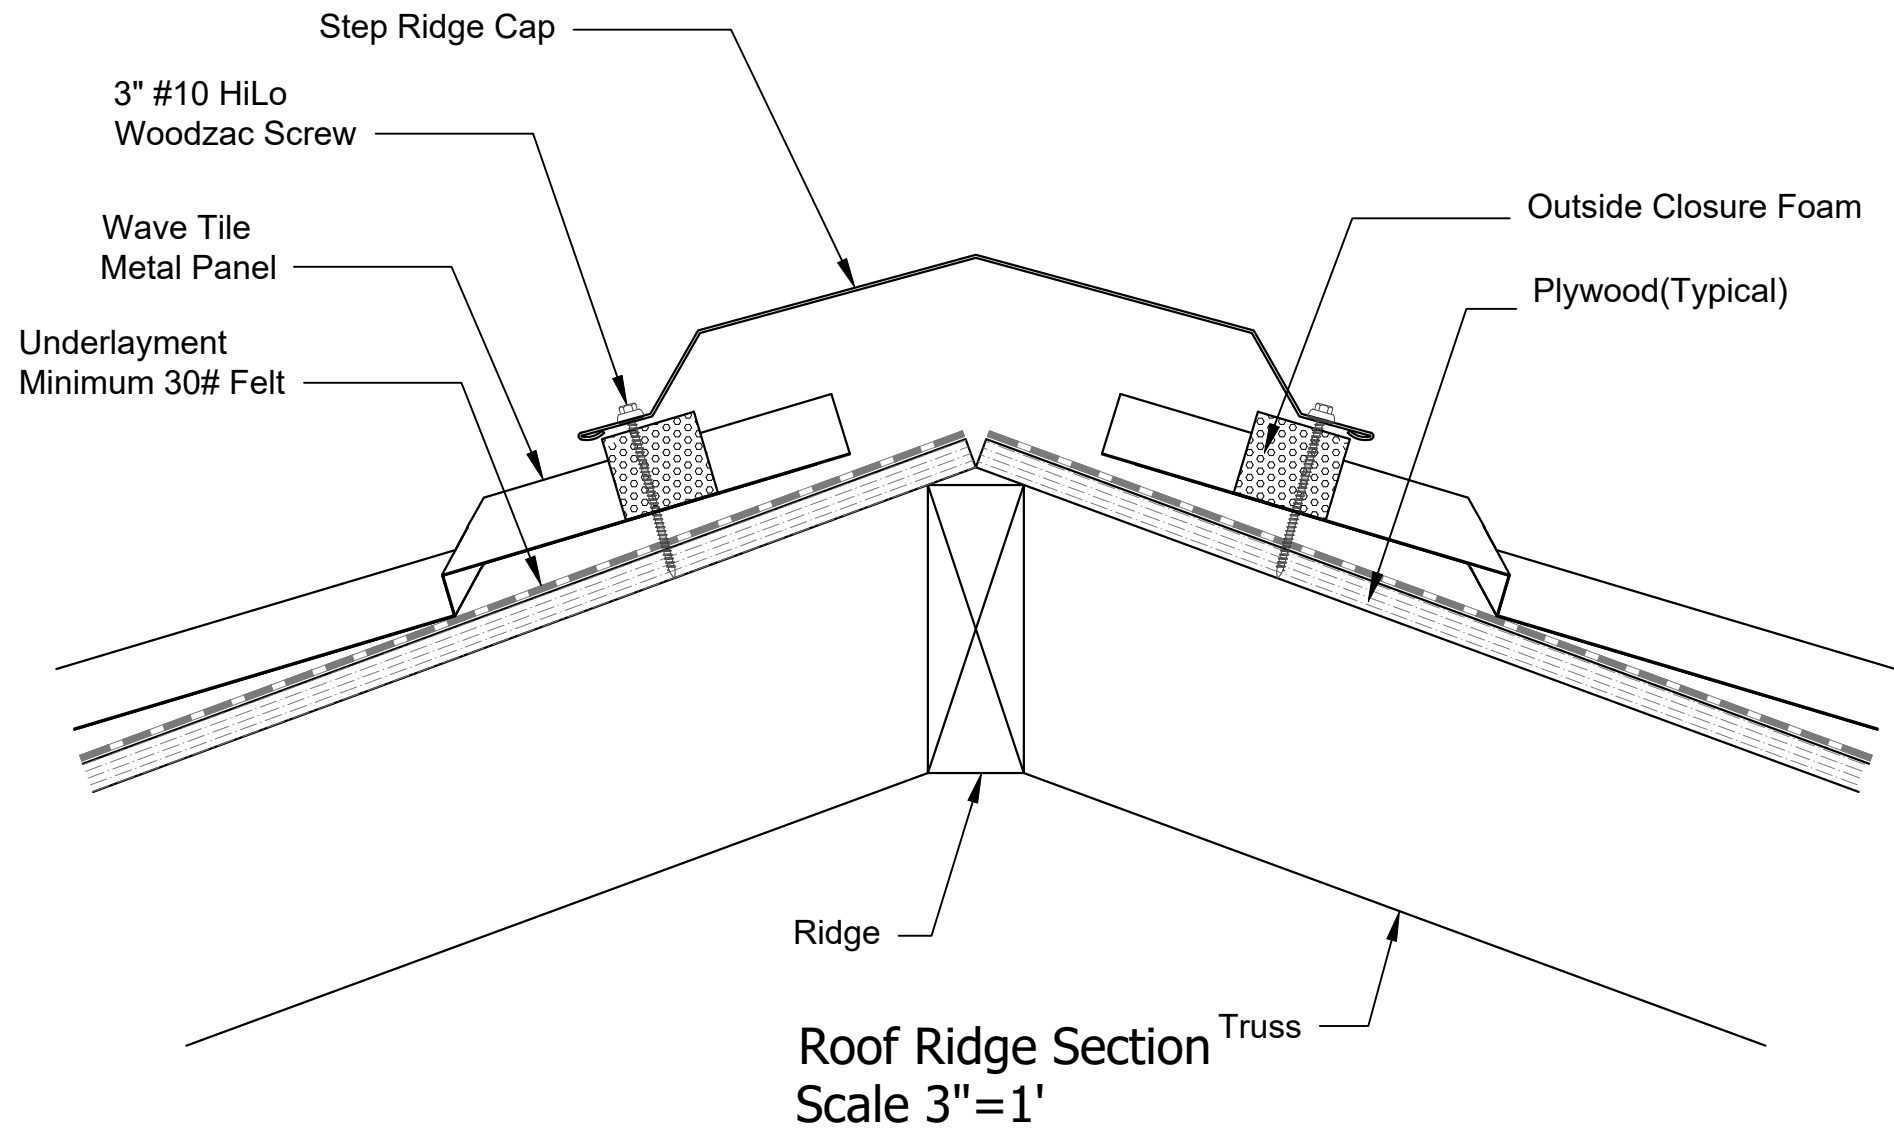 Step Ridge Cap
3" #10 HiLo
Woodzac Screw
Wave Tile
Metal Panel
Underlayment
Minimum 30# Felt
Outside Closure Foam
Plywood(Typical)
Ridge
Truss
Roof Ridge Section
Scale 3"=1'